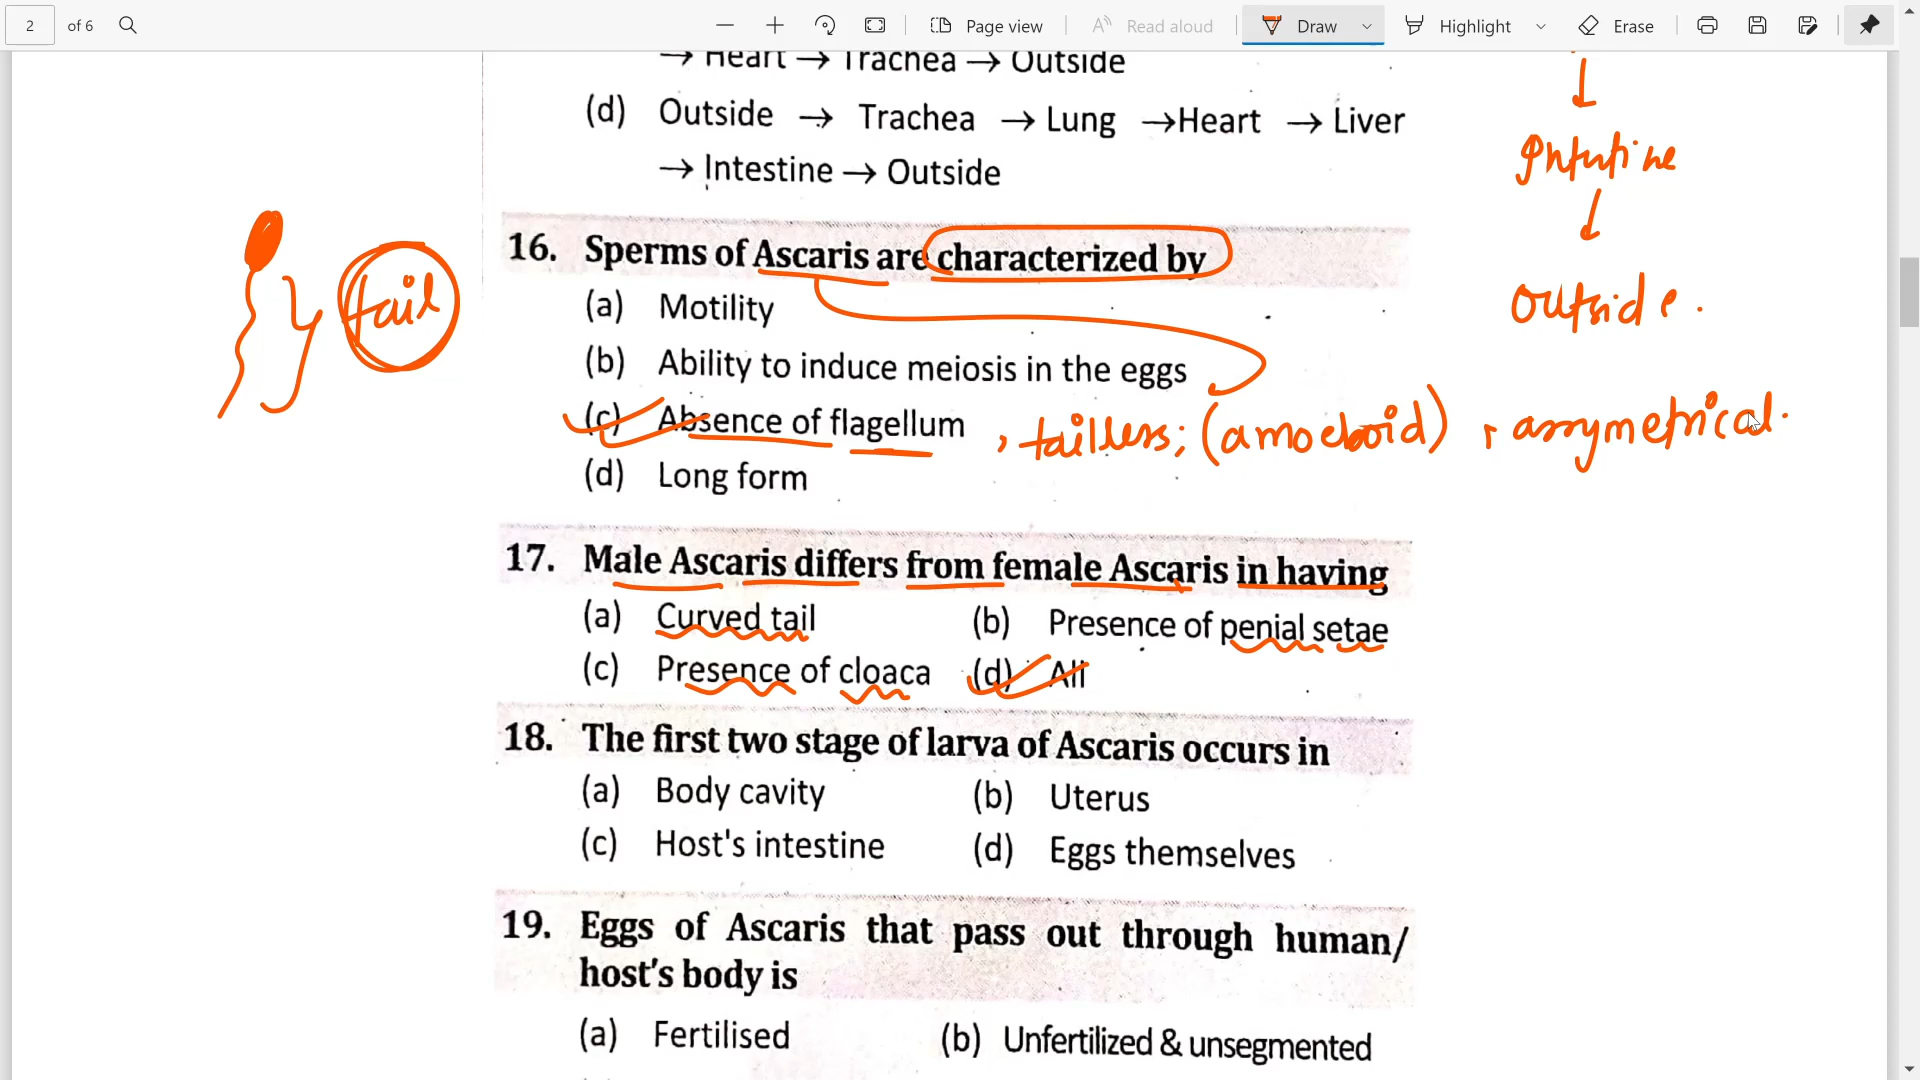 2 of 6 Page view Read aloud Draw Highlight Erase
→ Heart → Trachea → Outside
(d) Outside → Trachea → Lung → Heart → Liver
→ Intestine → Outside
↓
Intestine
↓
outside.
tail
16. Sperms of Ascaris are characterized by
(a) Motility
(b) Ability to induce meiosis in the eggs
(c) Absence of flagellum , tailless; (amoeboid) , assymetrical.
(d) Long form
17. Male Ascaris differs from female Ascaris in having
(a) Curved tail (b) Presence of penial setae
(c) Presence of cloaca (d) All
18. The first two stage of larva of Ascaris occurs in
(a) Body cavity (b) Uterus
(c) Host's intestine (d) Eggs themselves
19. Eggs of Ascaris that pass out through human/
host's body is
(a) Fertilised (b) Unfertilized & unsegmented